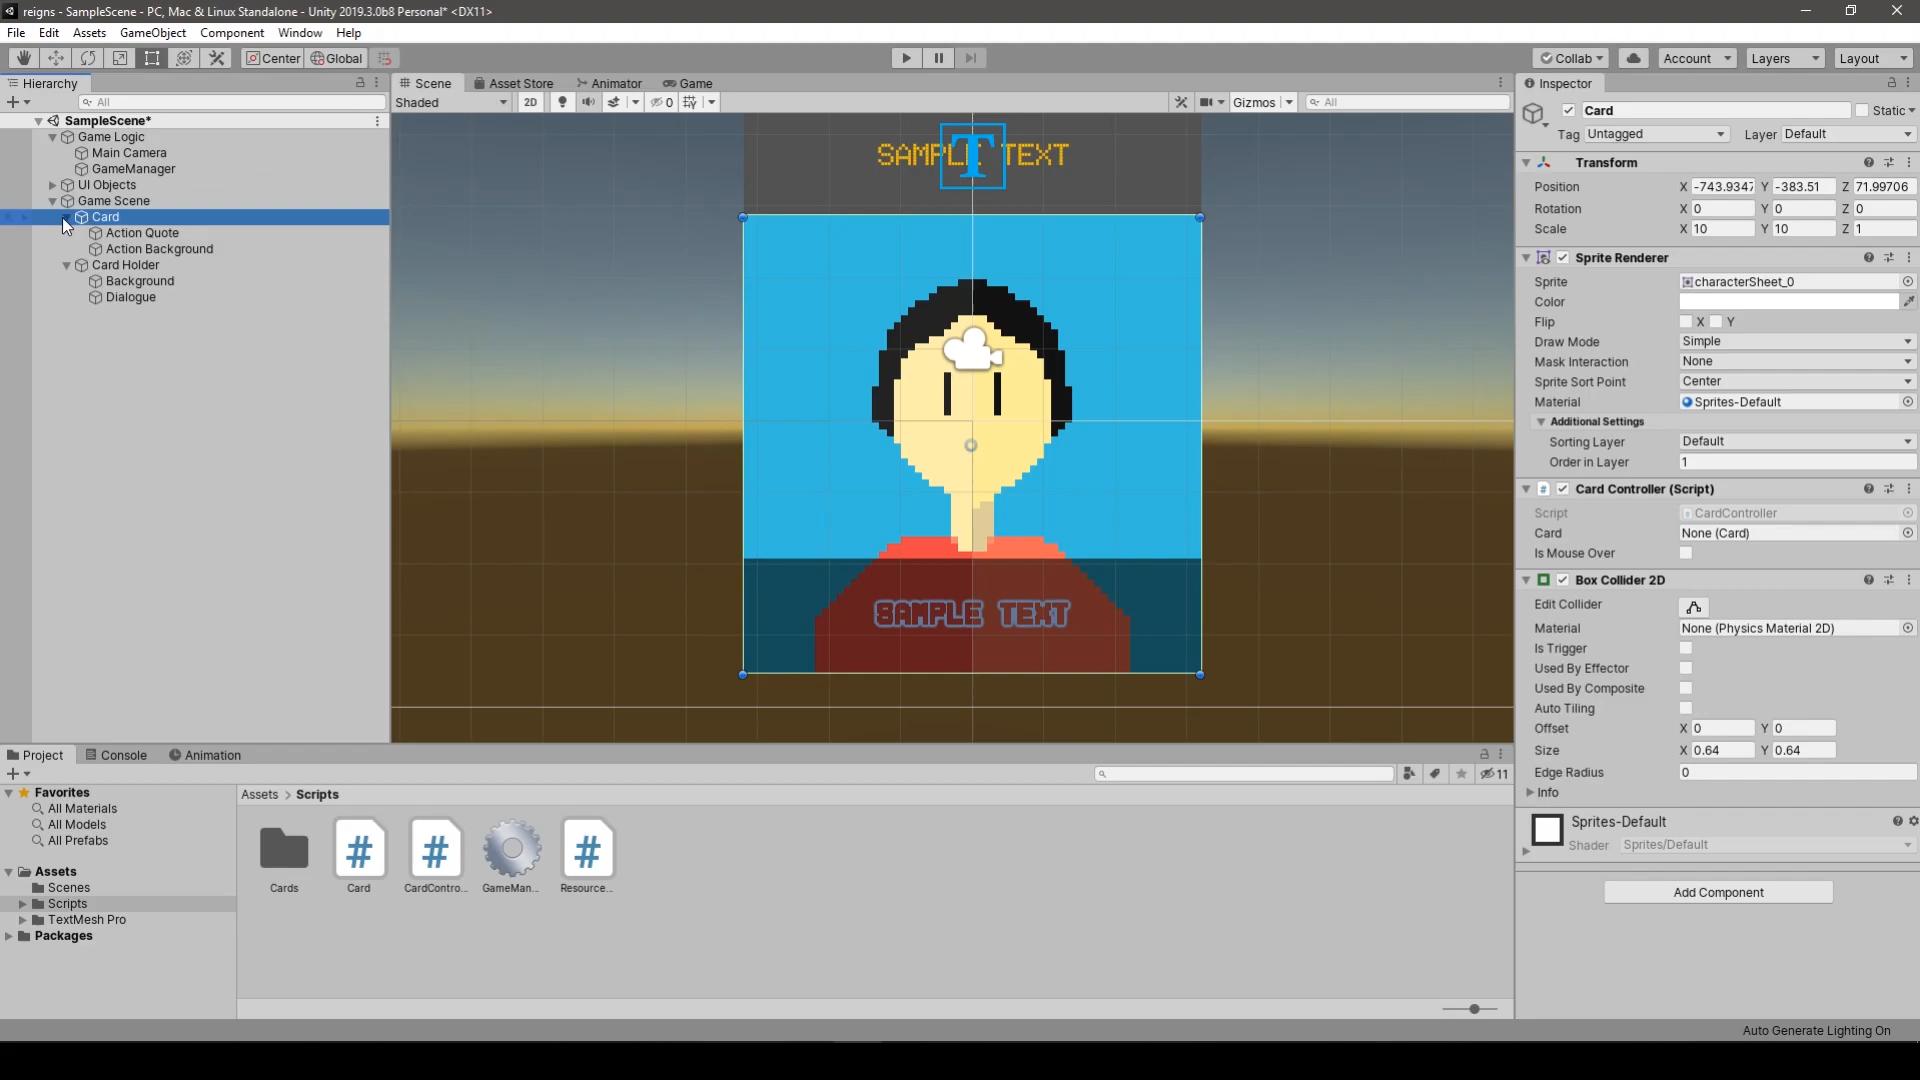 reigns - SampleScene - PC, Mac & Linux Standalone - Unity 2019.3.0b8 Personal* <DX11>
File Edit Assets GameObject Component Window Help
Center Global Collab Account Layers Layout
Hierarchy
All
SampleScene*
Game Logic
Main Camera
GameManager
UI Objects
Game Scene
Card
Action Quote
Action Background
Card Holder
Background
Dialogue
Scene Asset Store Animator Game
Shaded 2D 0 Gizmos All
SAMPLE TEXT
T
SAMPLE TEXT
Inspector
Card Static
Tag Untagged Layer Default
Transform
Position X -743.9347 Y -383.51 Z 71.99706
Rotation X 0 Y 0 Z 0
Scale X 10 Y 10 Z 1
Sprite Renderer
Sprite characterSheet_0
Color
Flip X Y
Draw Mode Simple
Mask Interaction None
Sprite Sort Point Center
Material Sprites-Default
Additional Settings
Sorting Layer Default
Order in Layer 1
# Card Controller (Script)
Script CardController
Card None (Card)
Is Mouse Over
Box Collider 2D
Edit Collider
Material None (Physics Material 2D)
Is Trigger
Used By Effector
Used By Composite
Auto Tiling
Offset X 0 Y 0
Size X 0.64 Y 0.64
Edge Radius 0
Info
Sprites-Default
Shader Sprites/Default
Add Component
Project Console Animation
11
Favorites
All Materials
All Models
All Prefabs
Assets
Scenes
Scripts
TextMesh Pro
Packages
Assets > Scripts
# # #
Cards Card CardContro... GameMan... Resource...
Auto Generate Lighting On